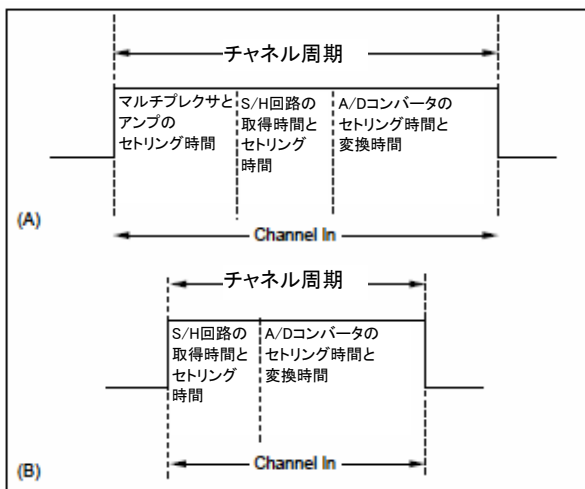 チャネル周期
マルチプレクサと
アンプの
セトリング時間
S/H回路の
取得時間と
セトリング
時間
A/Dコンバータの
セトリング時間と
変換時間
(A)
Channel In
チャネル周期
S/H回路の
取得時間と
セトリング
時間
A/Dコンバータの
セトリング時間と
変換時間
(B)
Channel In